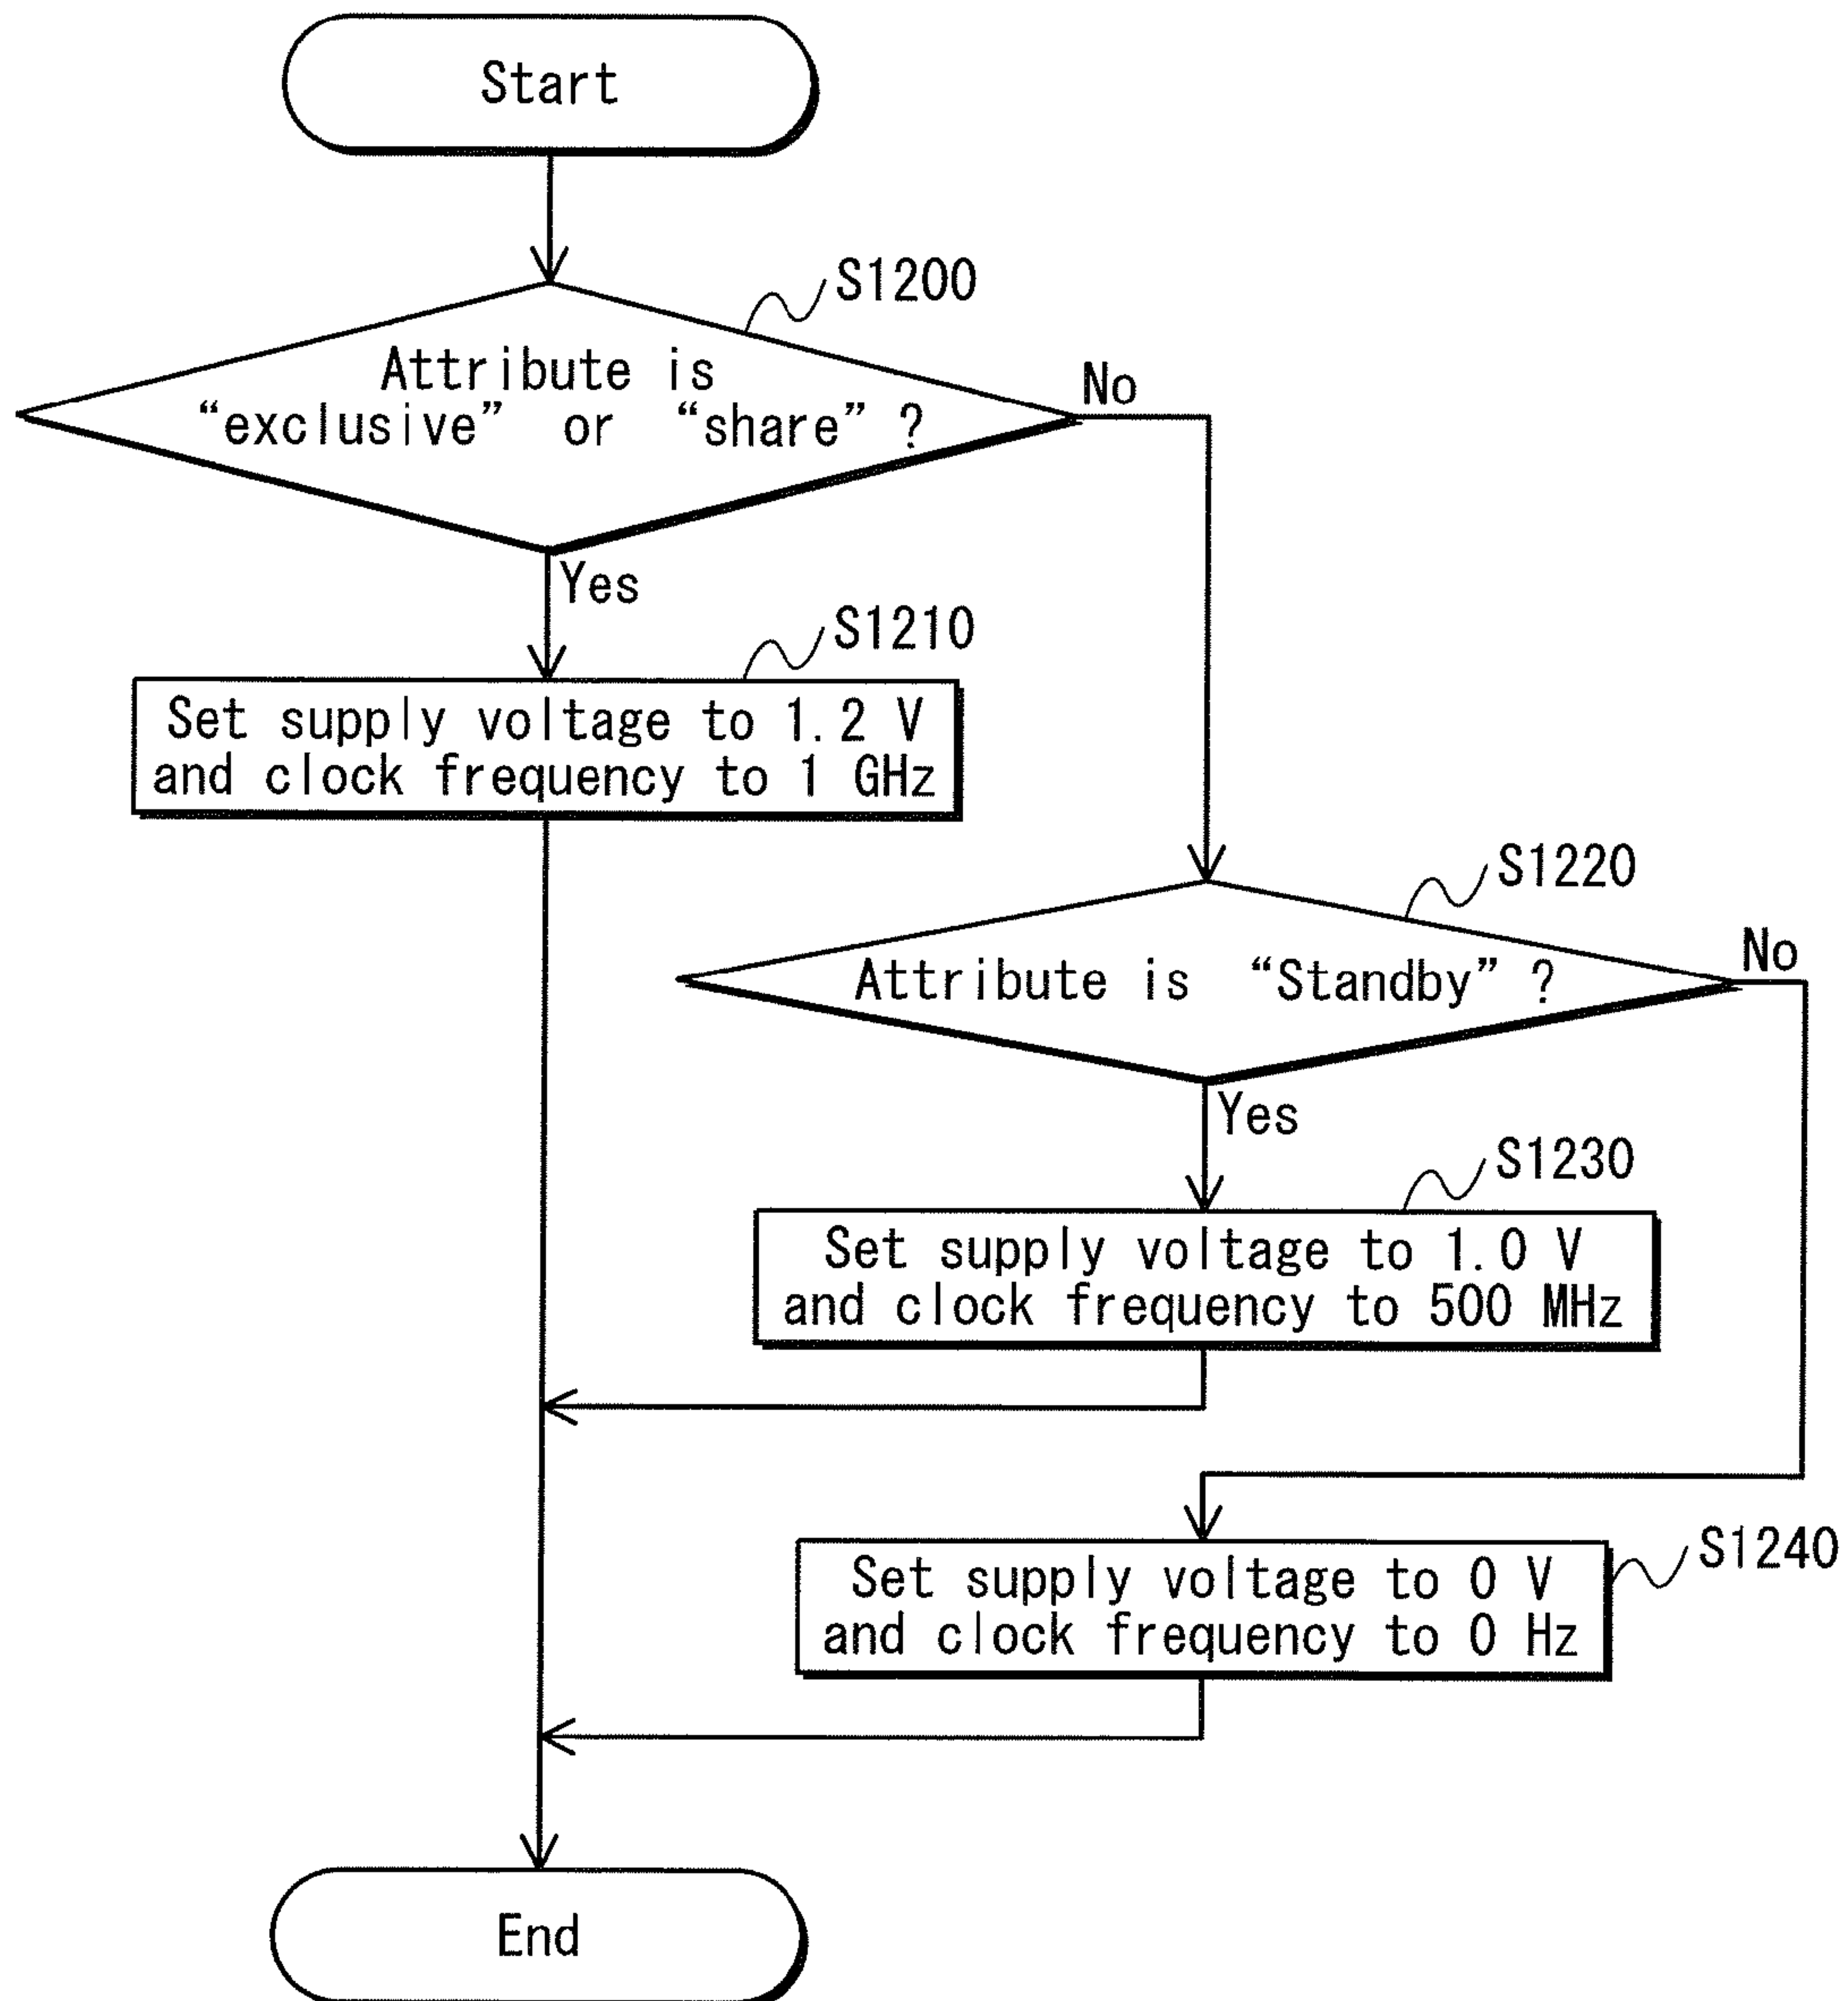 Start
S1200
Attribute is
“exclusive” or “share” ?
No
Yes
S1210
Set supply voltage to 1.2 V
and clock frequency to 1 GHz
S1220
Attribute is “Standby” ?
No
Yes
S1230
Set supply voltage to 1.0 V
and clock frequency to 500 MHz
S1240
Set supply voltage to 0 V
and clock frequency to 0 Hz
End